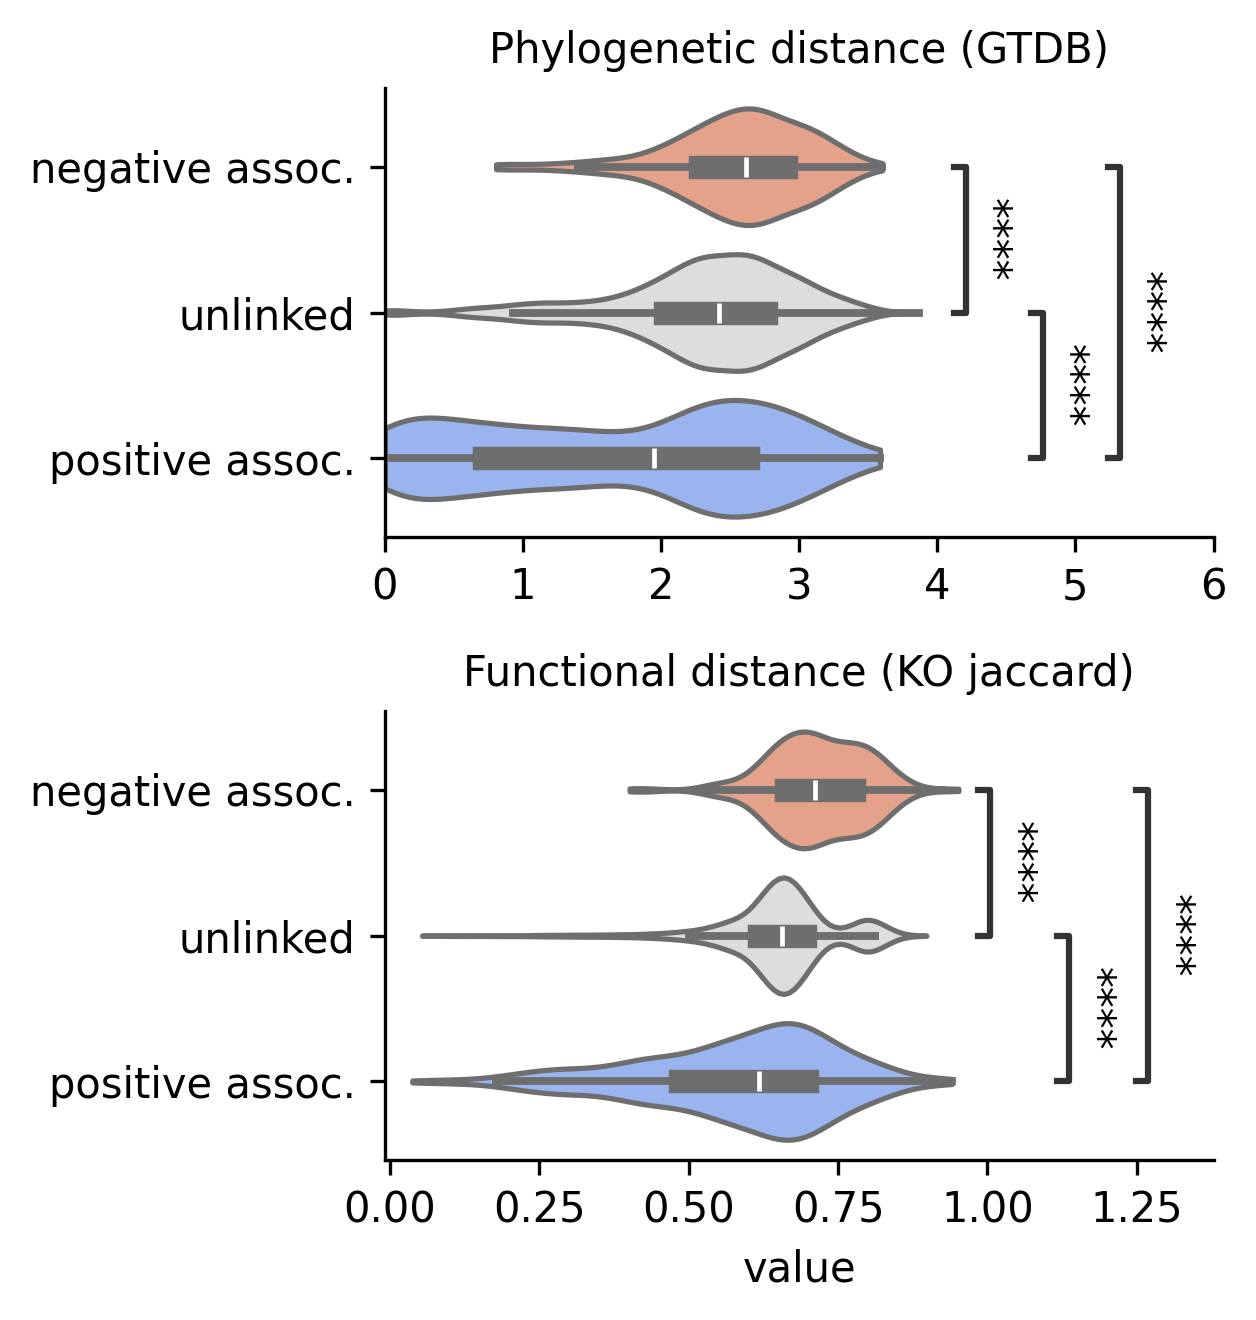 Phylogenetic distance (GTDB)
negative assoc.
unlinked
positive assoc.
****
****
****
0 1 2 3 4 5 6
Functional distance (KO jaccard)
negative assoc.
unlinked
positive assoc.
****
****
****
0.00 0.25 0.50 0.75 1.00 1.25
value